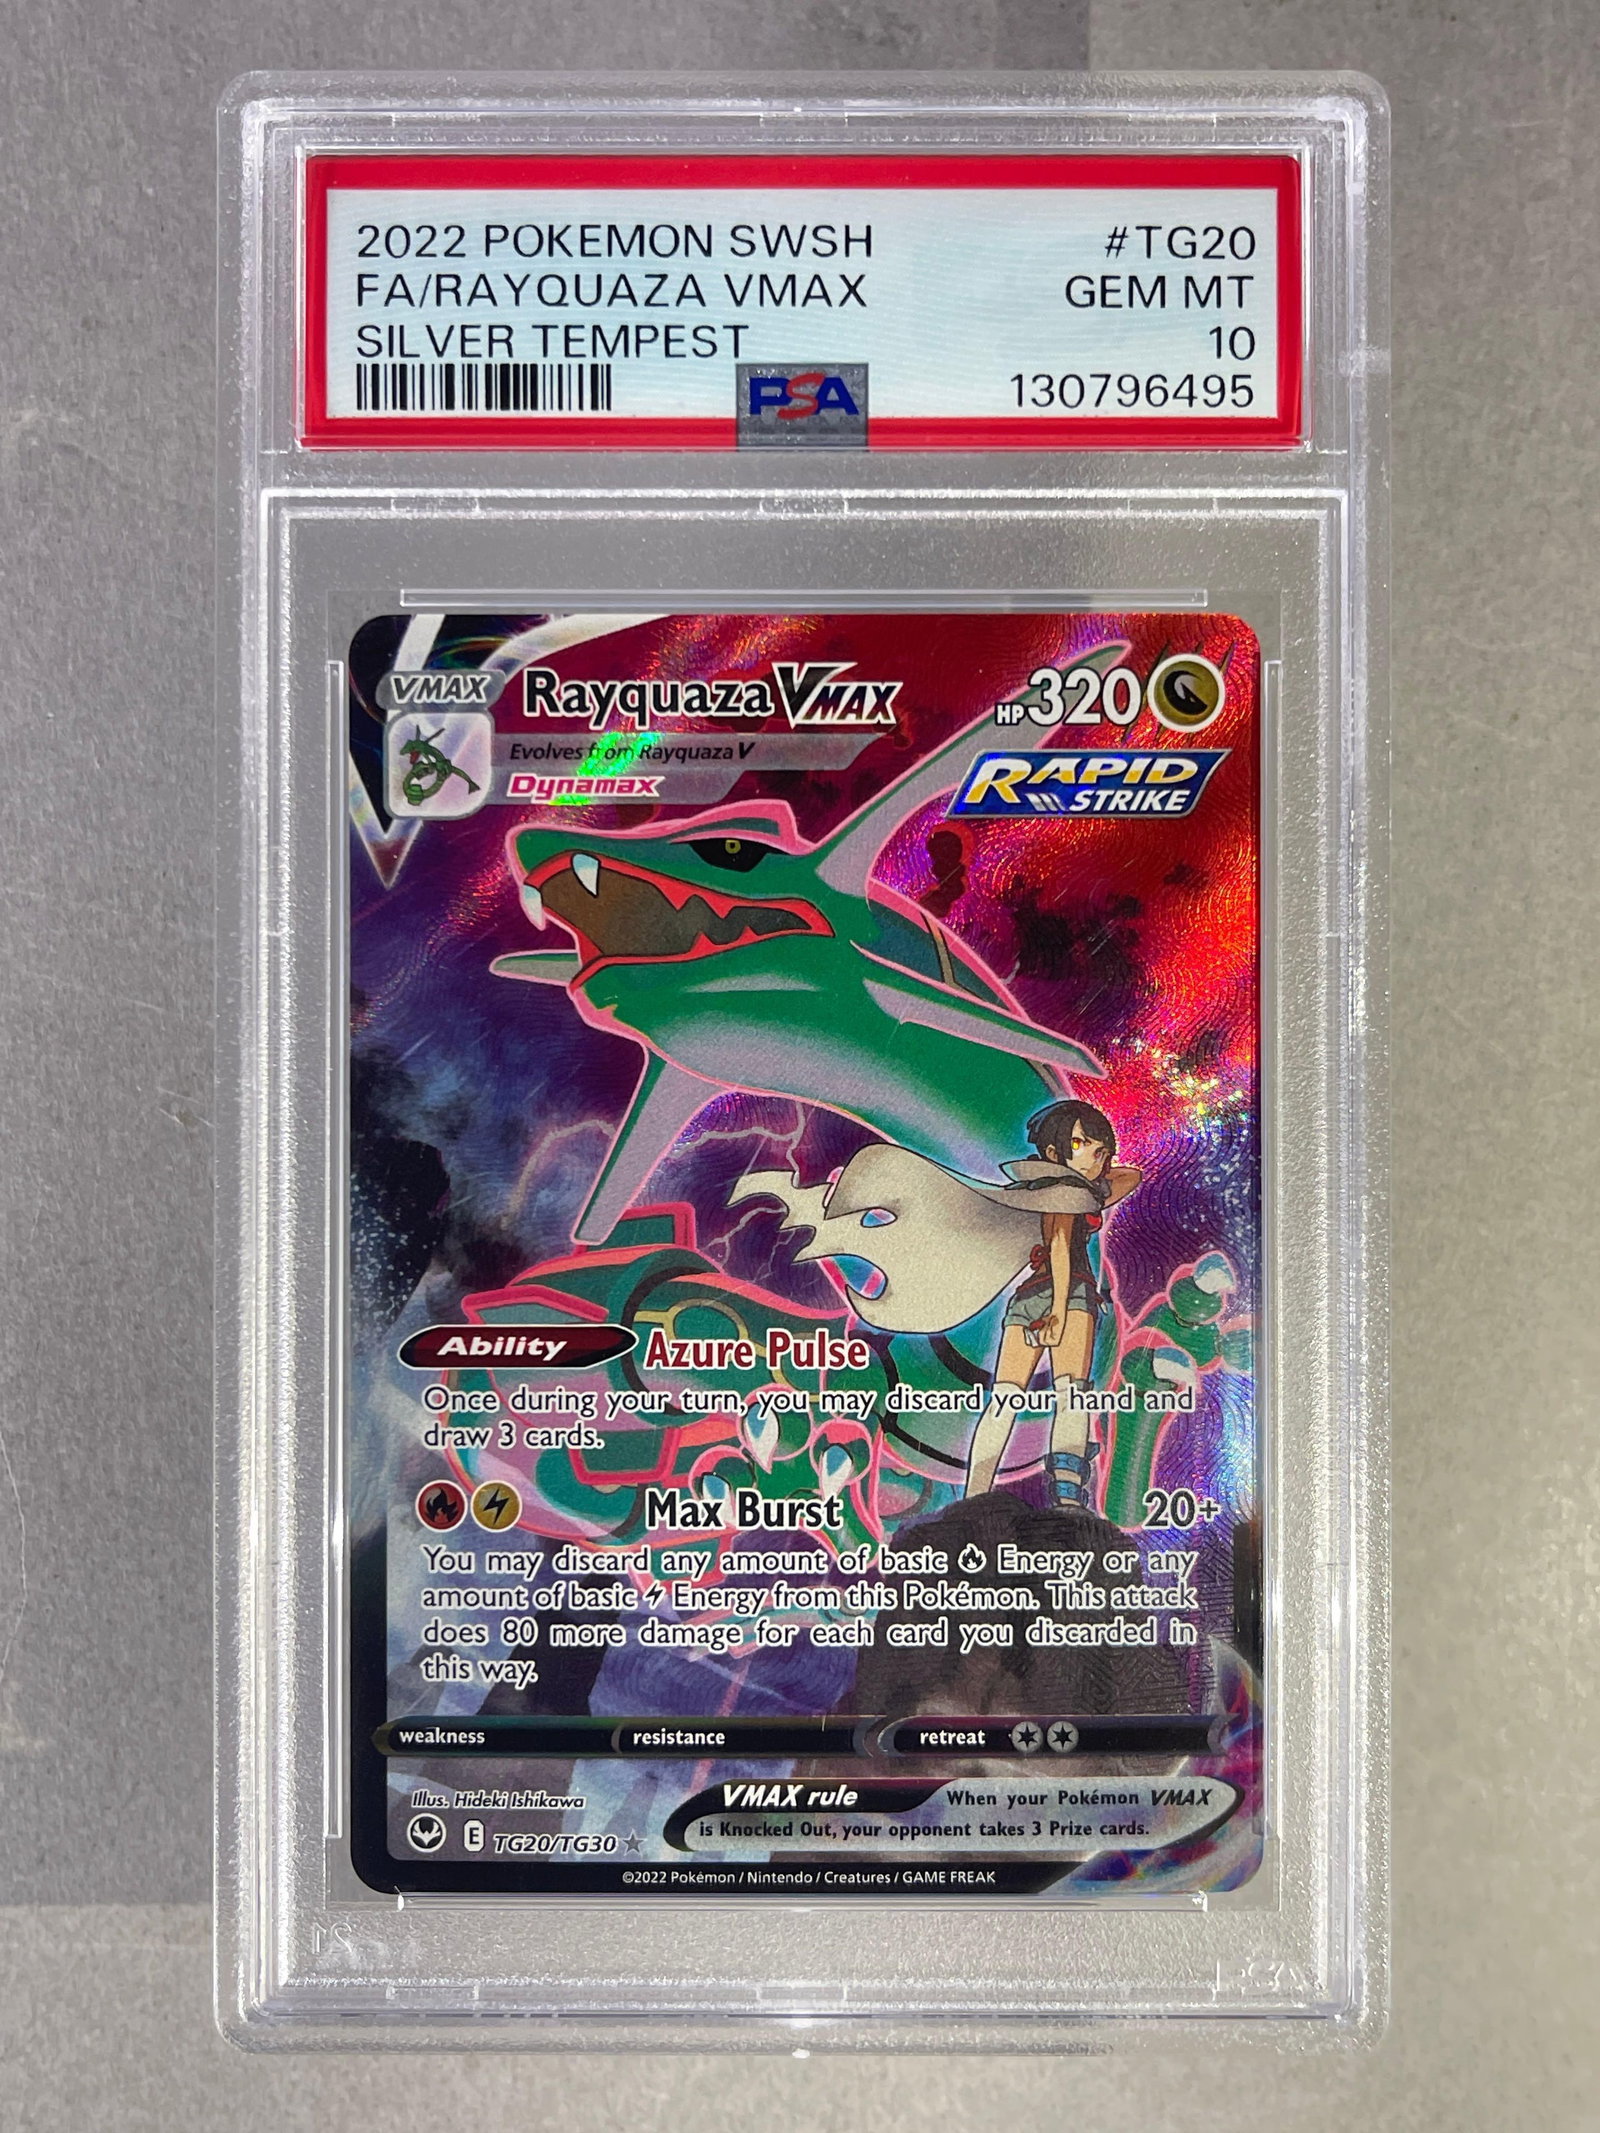 2022 POKEMON SWSH #TG20
FA/RAYQUAZA VMAX GEM MT
SILVER TEMPEST 10
PSA 130796495
VMAX Rayquaza VMAX HP 320
Evolves from Rayquaza V
Dynamax
RAPID
STRIKE
Ability Azure Pulse
Once during your turn, you may discard your hand and
draw 3 cards.
Max Burst 20+
You may discard any amount of basic Energy or any
amount of basic Energy from this Pokémon. This attack
does 80 more damage for each card you discarded in
this way.
weakness resistance retreat
Illus. Hideki Ishikawa
VMAX rule When your Pokémon VMAX
is Knocked Out, your opponent takes 3 Prize cards.
E TG20/TG30 ★
©2022 Pokémon / Nintendo / Creatures / GAME FREAK